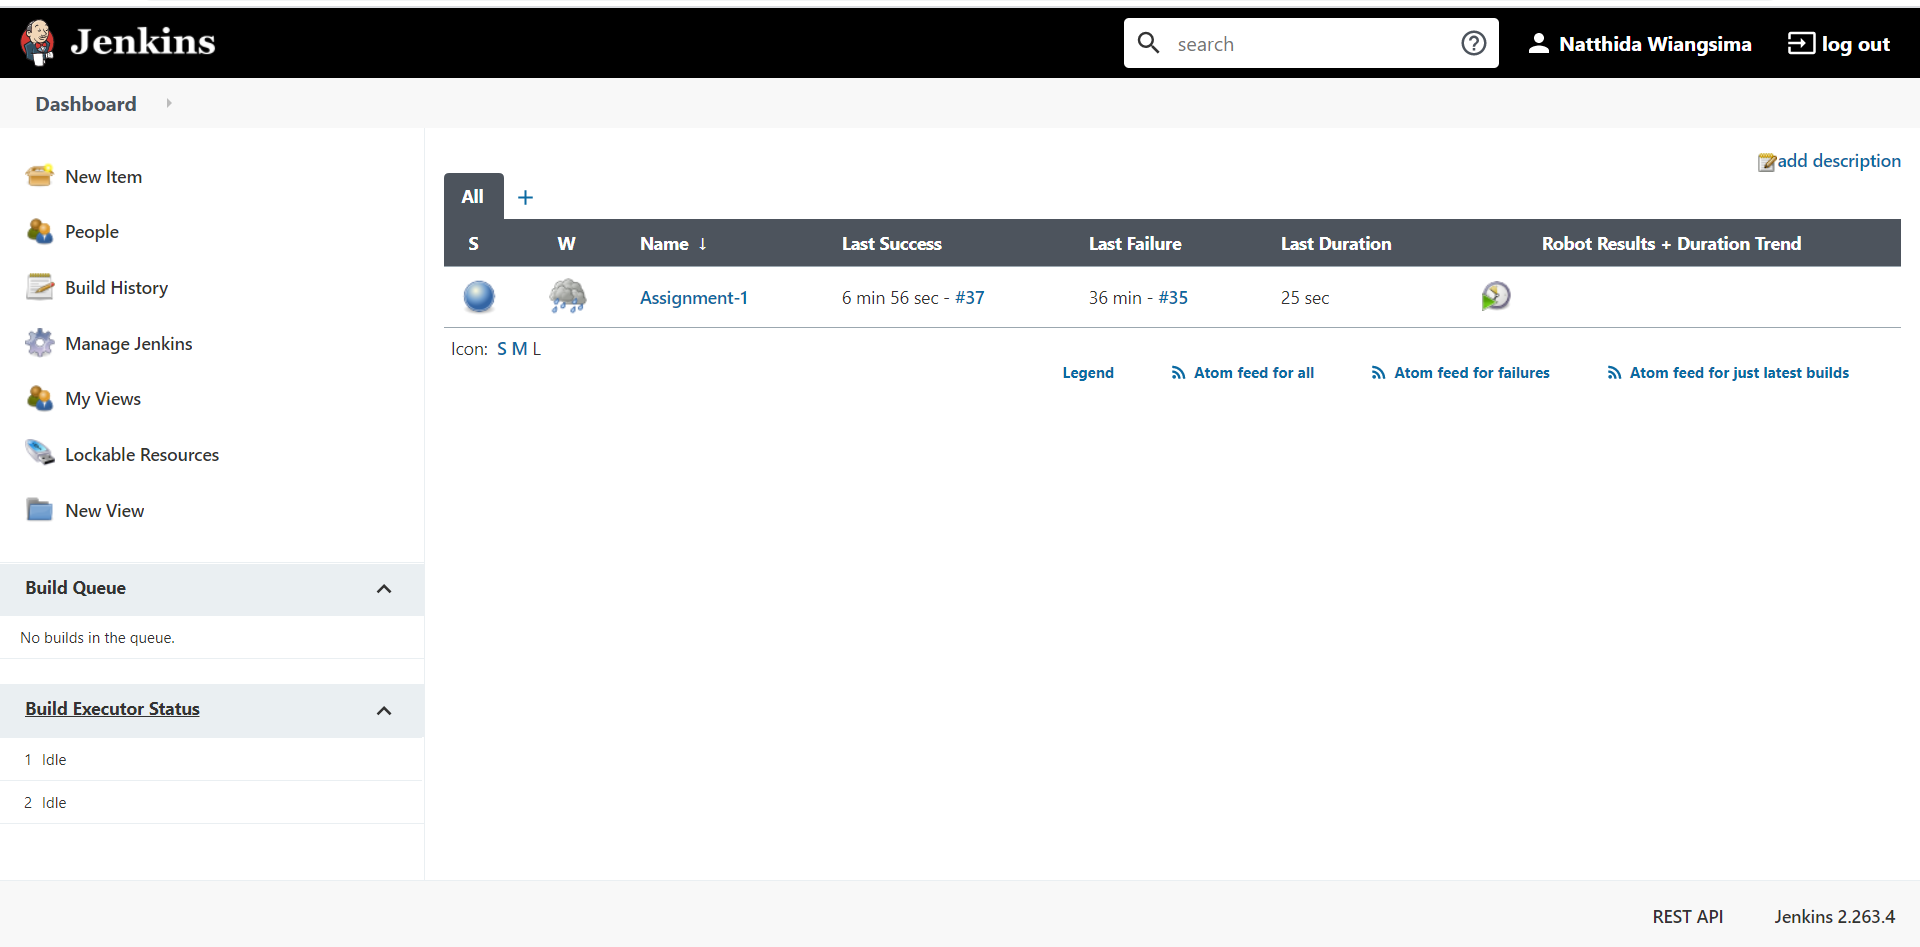 Jenkins
search
Natthida Wiangsima
log out
Dashboard
New Item
People
Build History
Manage Jenkins
My Views
Lockable Resources
New View
Build Queue
No builds in the queue.
Build Executor Status
1 Idle
2 Idle
add description
All +
S W Name ↓ Last Success Last Failure Last Duration Robot Results + Duration Trend
Assignment-1 6 min 56 sec - #37 36 min - #35 25 sec
Icon: S M L
Legend Atom feed for all Atom feed for failures Atom feed for just latest builds
REST API Jenkins 2.263.4